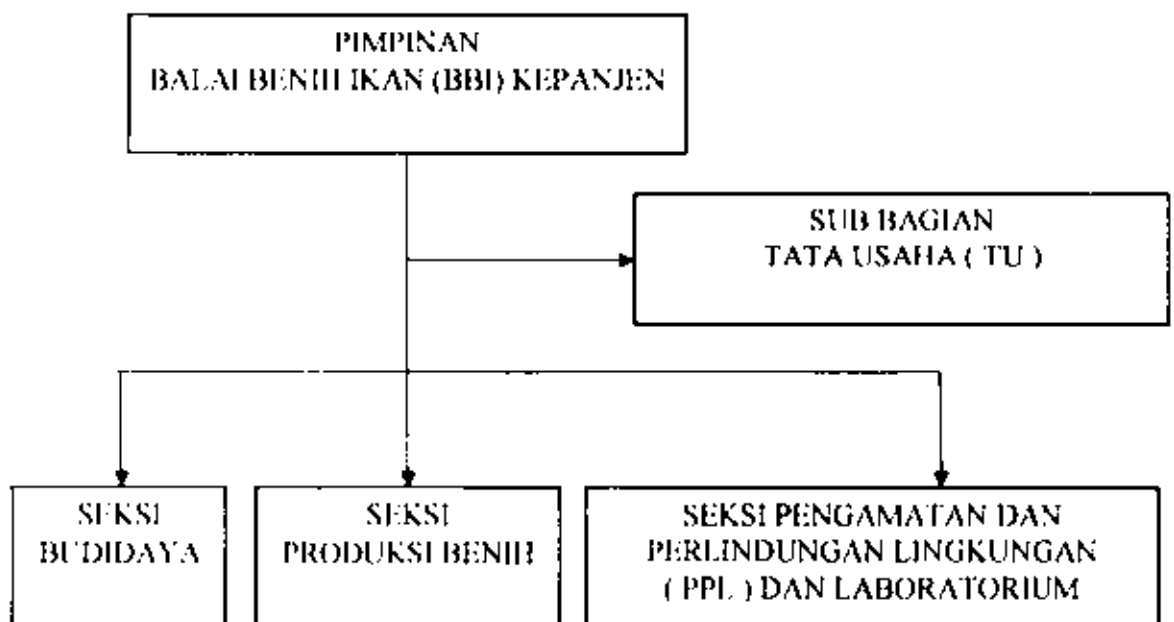 PIMPINAN
BALAI BENIH IKAN (BBI) KEPANJEN
SUB BAGIAN
TATA USAHA ( TU )
SEKSI
BUDIDAYA
SEKSI
PRODUKSI BENIH
SEKSI PENGAMATAN DAN
PERLINDUNGAN LINGKUNGAN
( PPL ) DAN LABORATORIUM